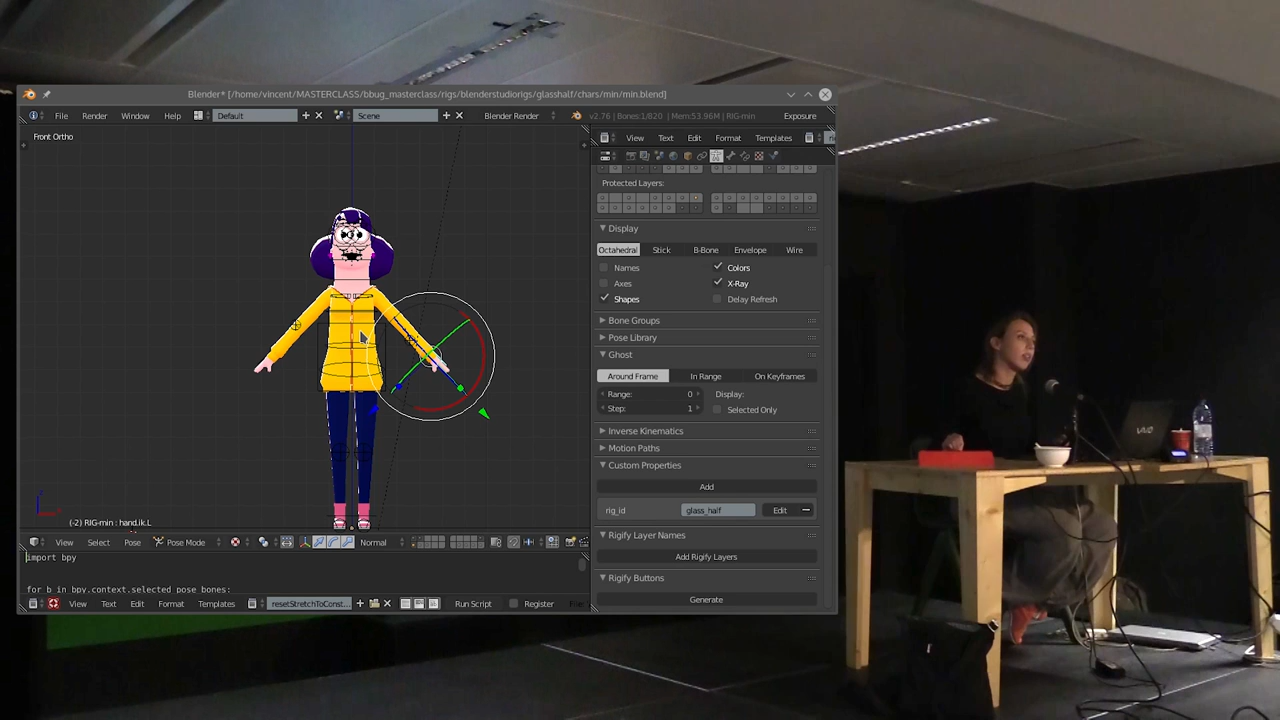 Blender* [/home/vincent/MASTERCLASS/bbug_masterclass/rigs/blenderstudiorigs/glasshalf/chars/min/min.blend]
File Render Window Help Default Scene Blender Render v2.76 | Bones:1/820 | Mem:53.96M | RIG-min Exposure
Front Ortho
View Text Edit Format Templates
Protected Layers:
Display
Octahedral Stick B-Bone Envelope Wire
Names Colors
Axes X-Ray
Shapes Delay Refresh
Bone Groups
Pose Library
Ghost
Around Frame In Range On Keyframes
Range: 0 Display:
Step: 1 Selected Only
Inverse Kinematics
Motion Paths
Custom Properties
Add
rig_id glass_half Edit
Rigify Layer Names
Add Rigify Layers
Rigify Buttons
Generate
(-2) RIG-min : hand.ik.L
View Select Pose Pose Mode Normal
import bpy
for b in bpy.context.selected_pose_bones:
View Text Edit Format Templates resetStretchToConst... Run Script Register
VAIO